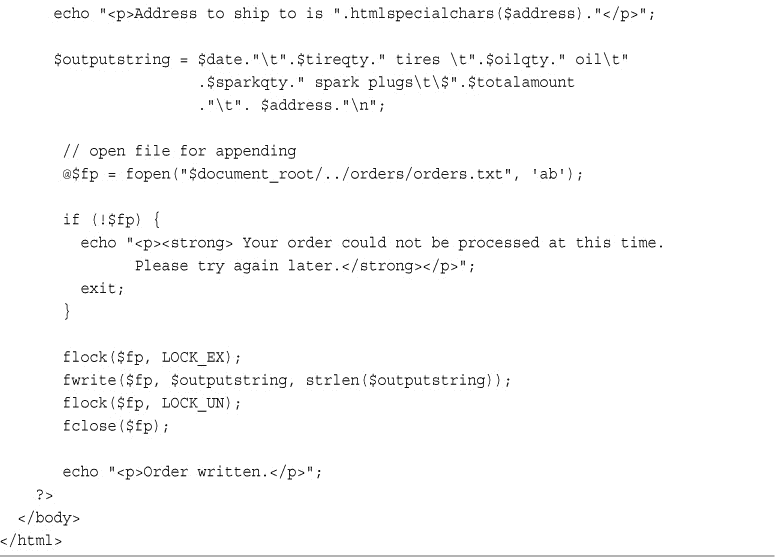 echo "<p>Address to ship to is ".htmlspecialchars($address)."</p>";
$outputstring = $date."\t".$tireqty." tires \t".$oilqty." oil\t"
.$sparkqty." spark plugs\t\$".$totalamount
."\t". $address."\n";
// open file for appending
@$fp = fopen("$document_root/../orders/orders.txt", 'ab');
if (!$fp) {
echo "<p><strong> Your order could not be processed at this time.
Please try again later.</strong></p>";
exit;
}
flock($fp, LOCK_EX);
fwrite($fp, $outputstring, strlen($outputstring));
flock($fp, LOCK_UN);
fclose($fp);
echo "<p>Order written.</p>";
?>
</body>
</html>